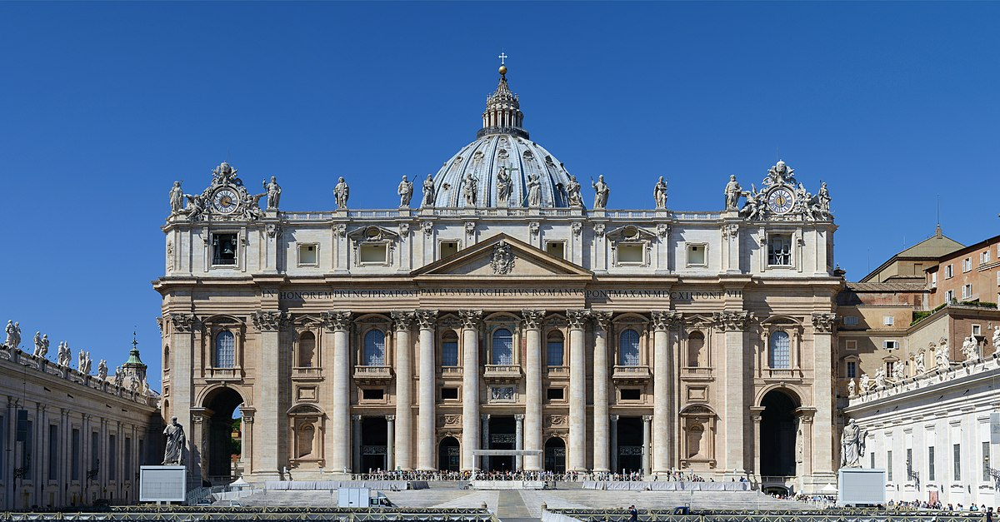 IN HONOREM PRINCIPIS APOST PAVLVS V BVRGHESIVS ROMANVS PONT MAX AN MDCXII PONT VII